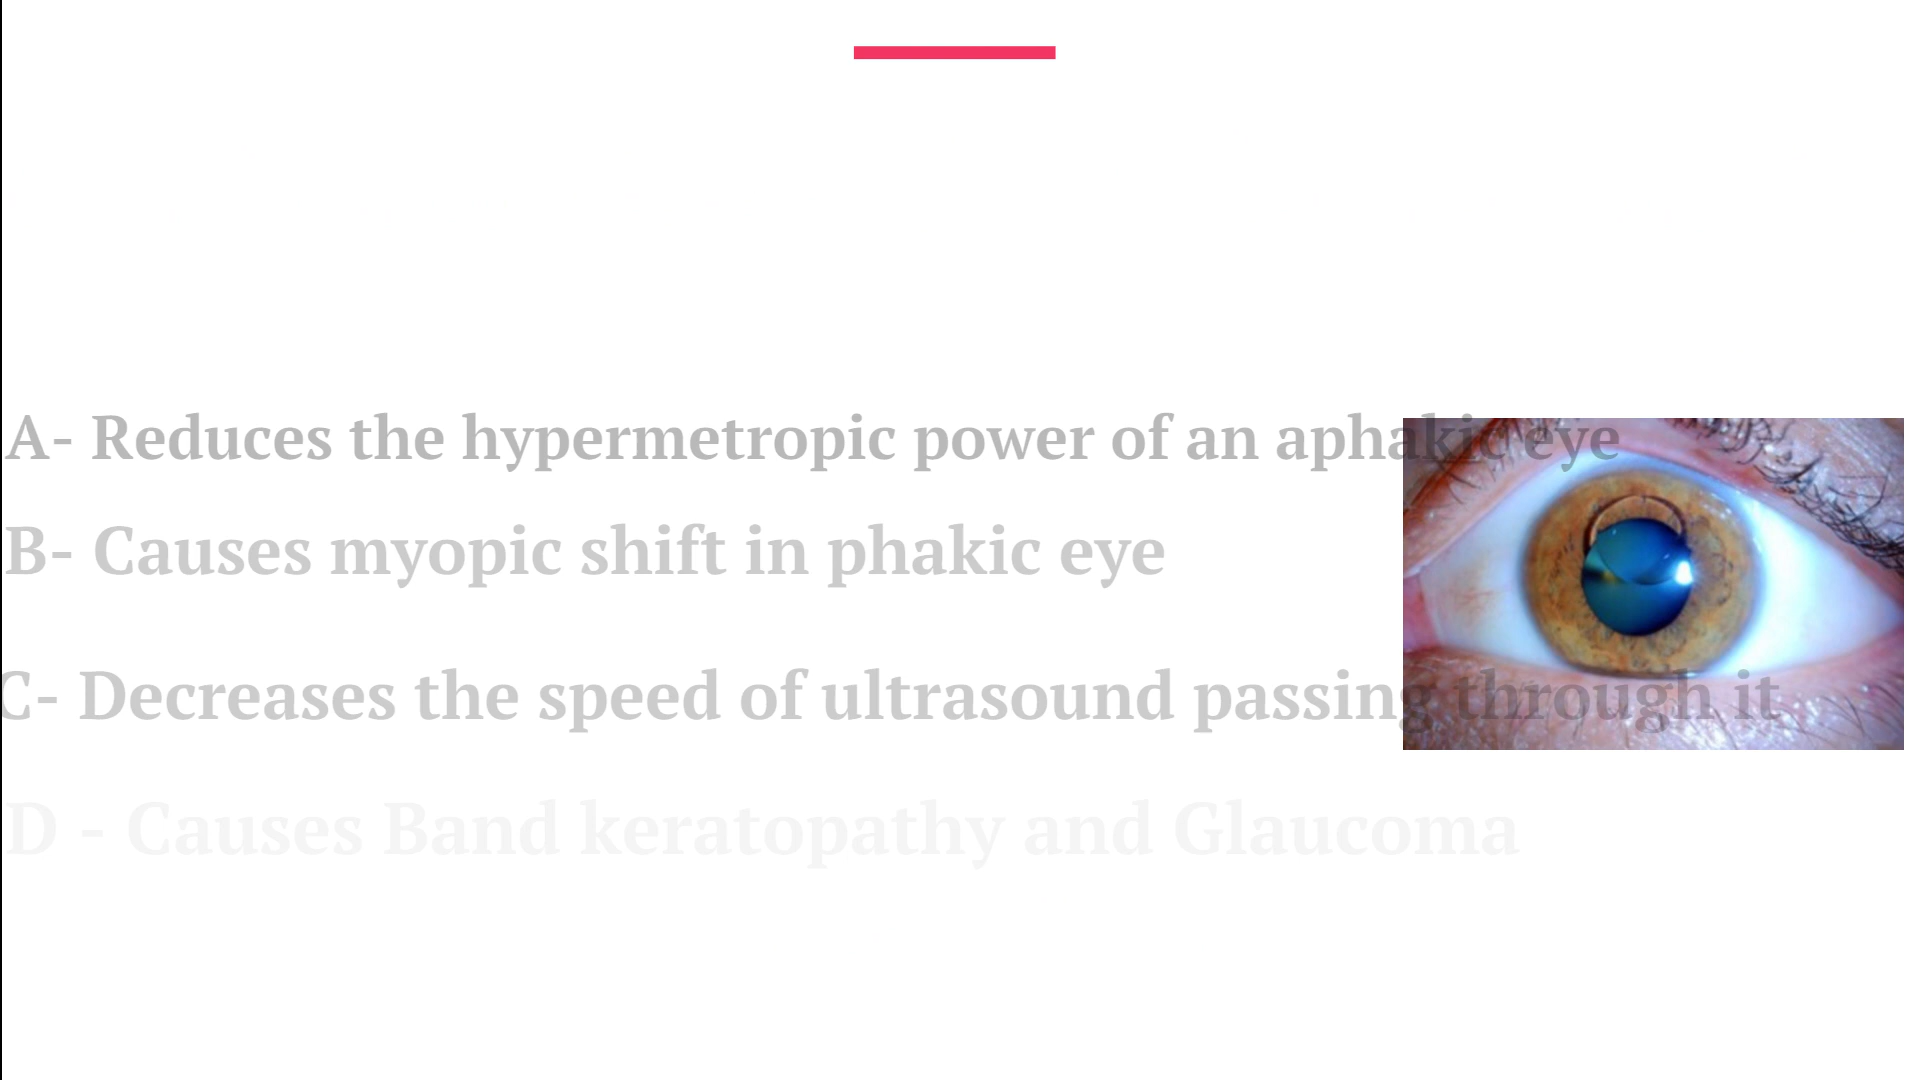 A- Reduces the hypermetropic power of an aphakic eye
B- Causes myopic shift in phakic eye
C- Decreases the speed of ultrasound passing through it
D - Causes Band keratopathy and Glaucoma